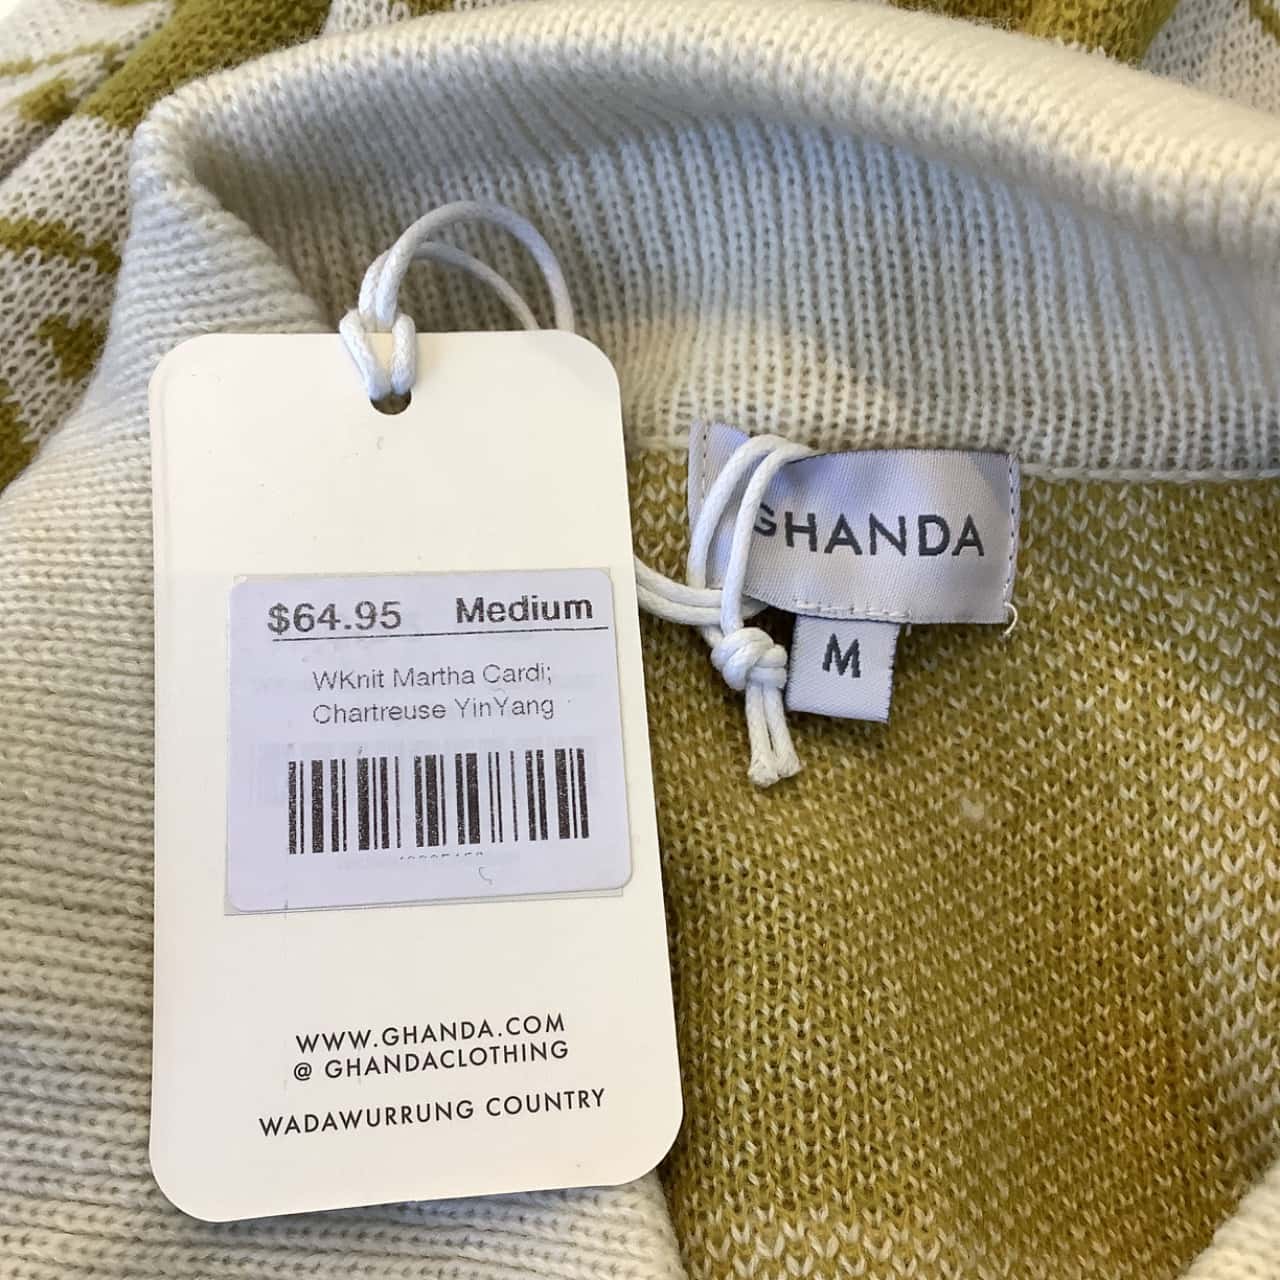 $64.95 Medium
WKnit Martha Cardi;
Chartreuse YinYang
WWW.GHANDA.COM
@ GHANDACLOTHING
WADAWURRUNG COUNTRY
GHANDA
M